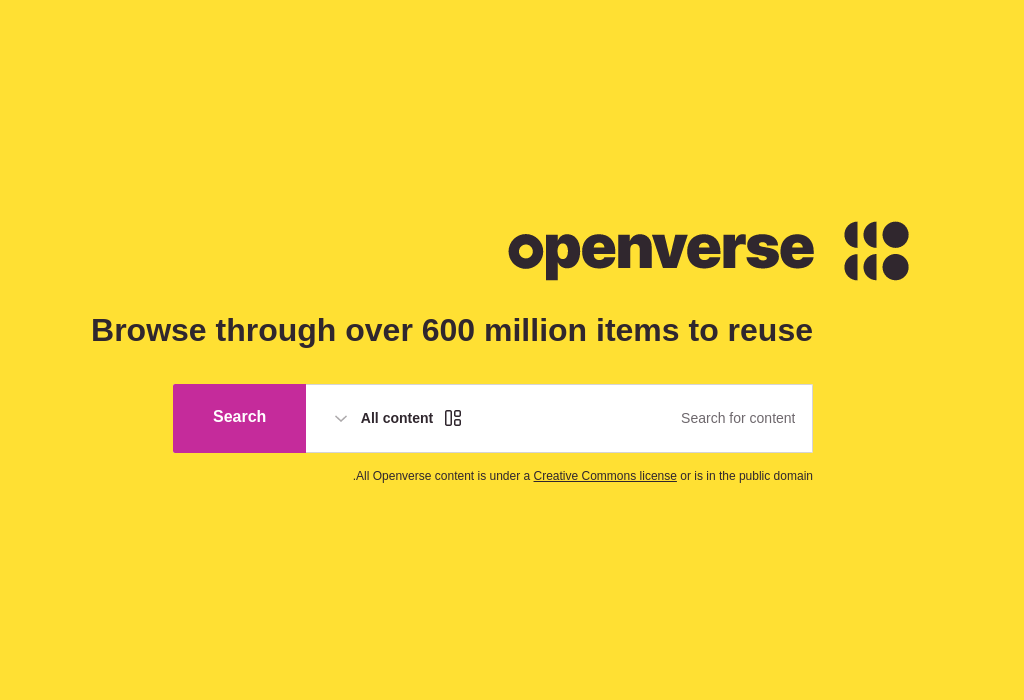 openverse
Browse through over 600 million items to reuse
Search
All content
Search for content
.All Openverse content is under a Creative Commons license or is in the public domain